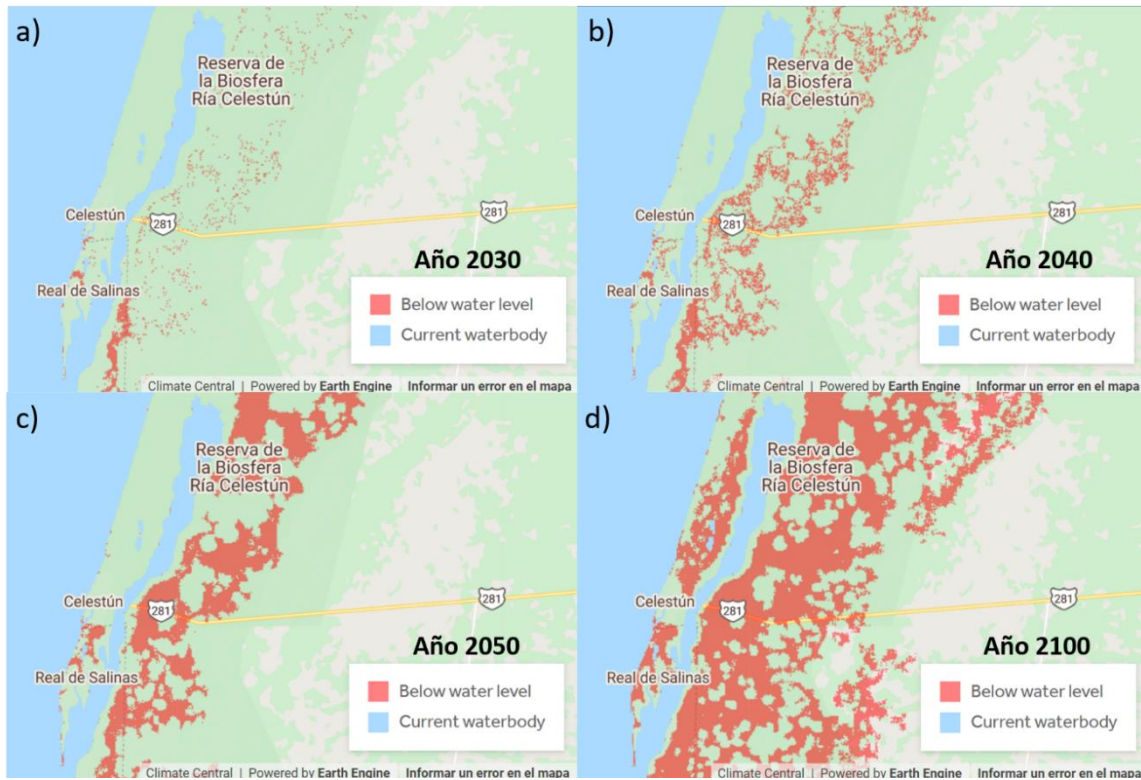 a)
Reserva de
la Biosfera
Ría Celestún
Celestún
281
281
Año 2030
Real de Salinas
Below water level
Current waterbody
Climate Central | Powered by Earth Engine | Informar un error en el mapa
b)
Reserva de
la Biosfera
Ría Celestún
Celestún
281
281
Año 2040
Real de Salinas
Below water level
Current waterbody
Climate Central | Powered by Earth Engine | Informar un error en el mapa
c)
Reserva de
la Biosfera
Ría Celestún
Celestún
281
281
Año 2050
Real de Salinas
Below water level
Current waterbody
Climate Central | Powered by Earth Engine | Informar un error en el mapa
d)
Reserva de
la Biosfera
Ría Celestún
Celestún
281
281
Año 2100
Real de Salinas
Below water level
Current waterbody
Climate Central | Powered by Earth Engine | Informar un error en el mapa